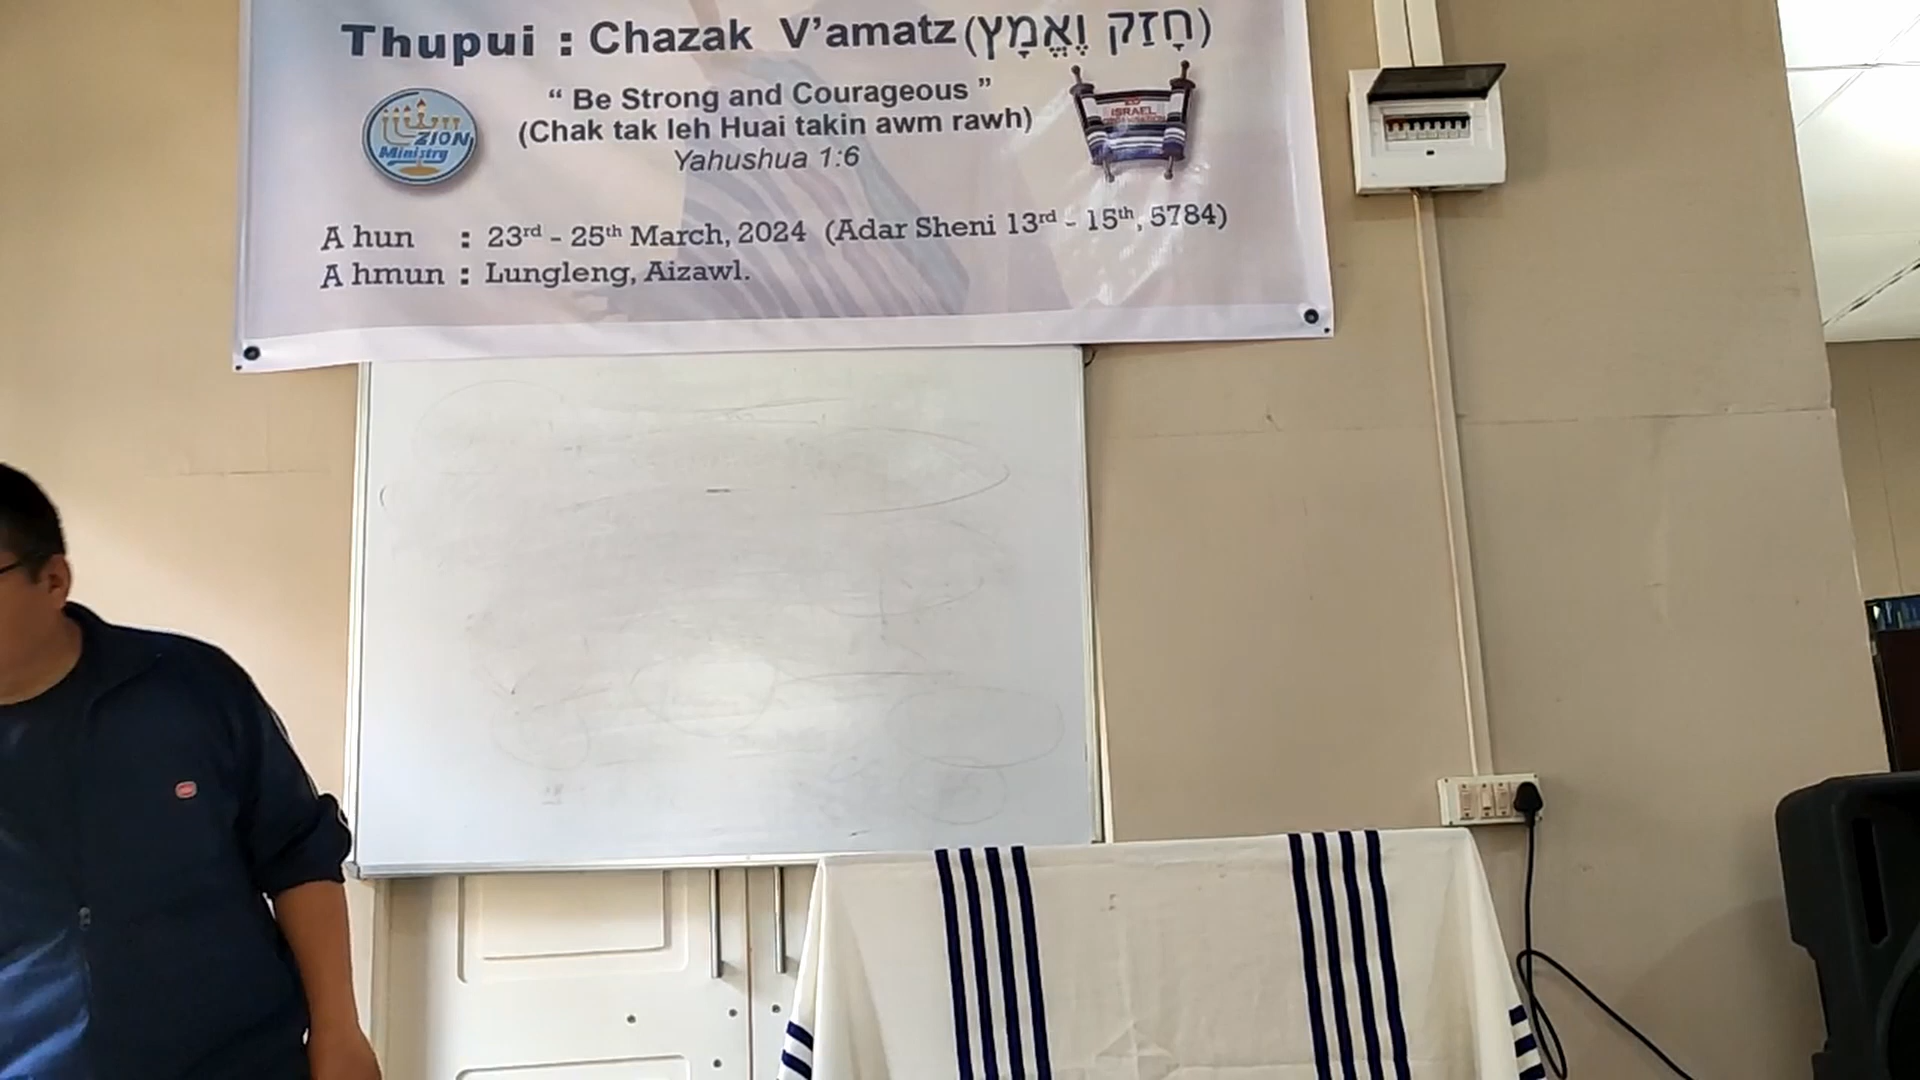 Thupui : Chazak V'amatz (חָזַק וֶאֱמָץ)
“ Be Strong and Courageous ”
(Chak tak leh Huai takin awm rawh)
Yahushua 1:6
ZION
Ministry
ISRAEL
A hun : 23rd - 25th March, 2024 (Adar Sheni 13rd - 15th, 5784)
A hmun : Lungleng, Aizawl.